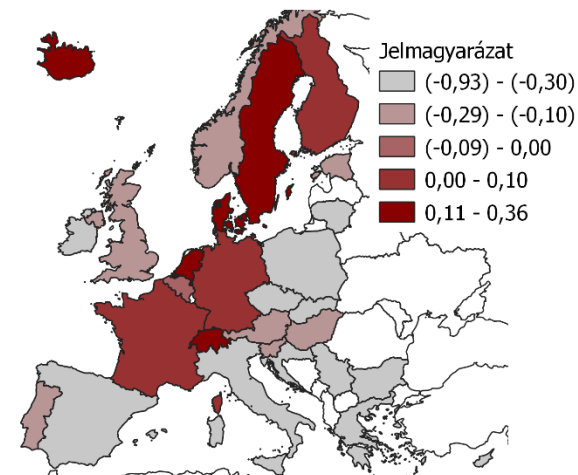 Jelmagyarázat
(-0,93) - (-0,30)
(-0,29) - (-0,10)
(-0,09) - 0,00
0,00 - 0,10
0,11 - 0,36